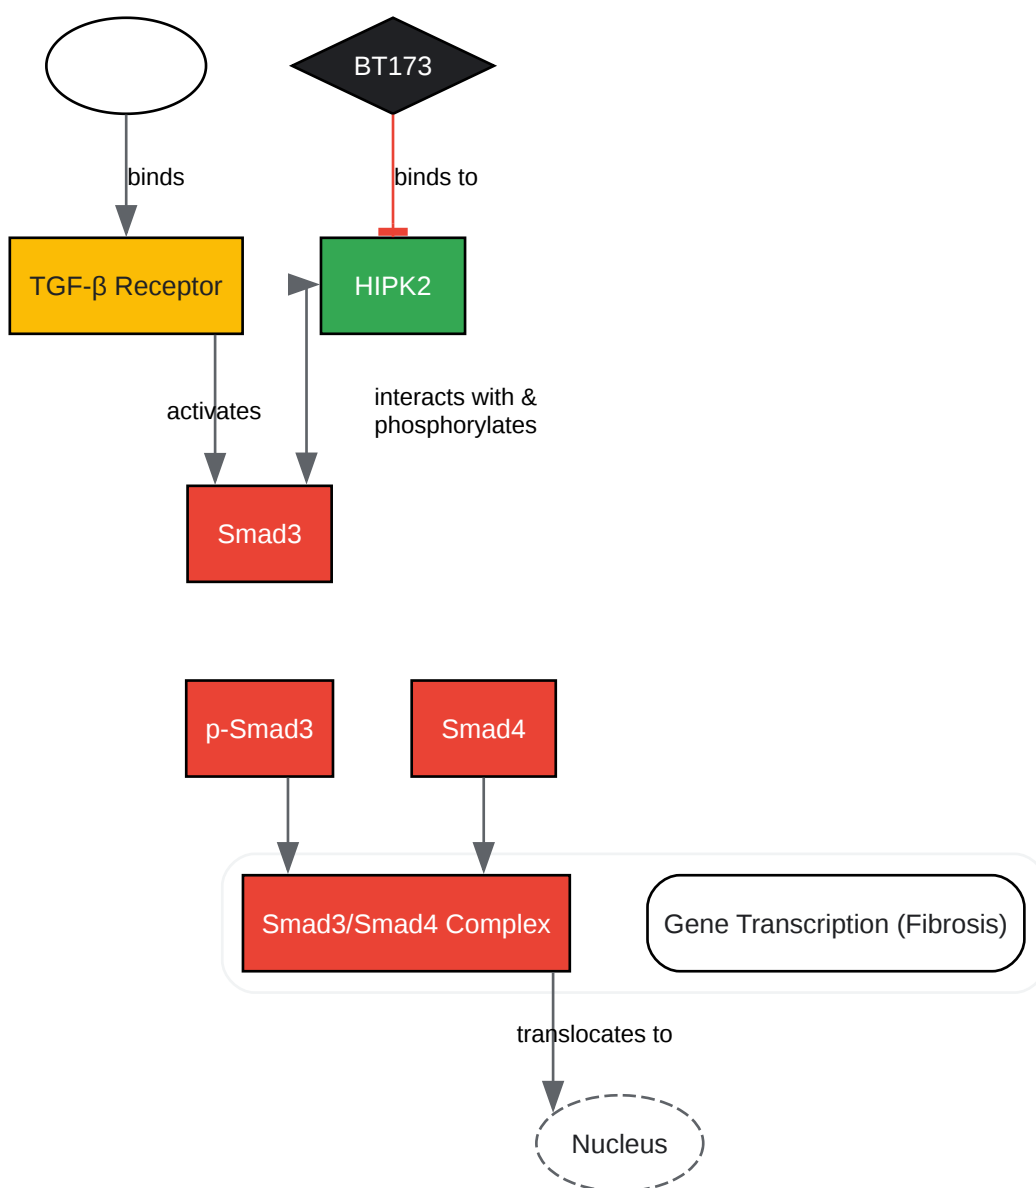 BT173
binds
binds to
TGF-β Receptor
HIPK2
activates
interacts with &
phosphorylates
Smad3
p-Smad3
Smad4
Smad3/Smad4 Complex
Gene Transcription (Fibrosis)
translocates to
Nucleus